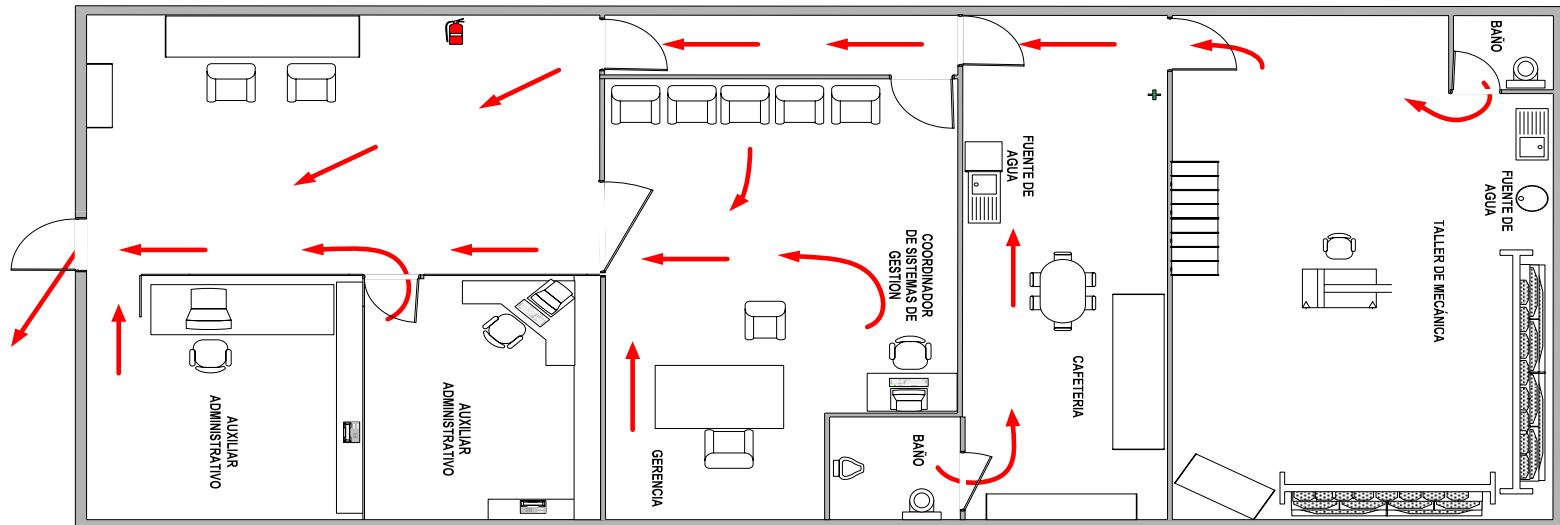 BAÑO
FUENTE DE
AGUA
FUENTE DE
AGUA
TALLER DE MECÁNICA
COORDINADOR
DE SISTEMAS DE
GESTION
CAFETERIA
AUXILIAR
ADMINISTRATIVO
AUXILIAR
ADMINISTRATIVO
GERENCIA
BAÑO